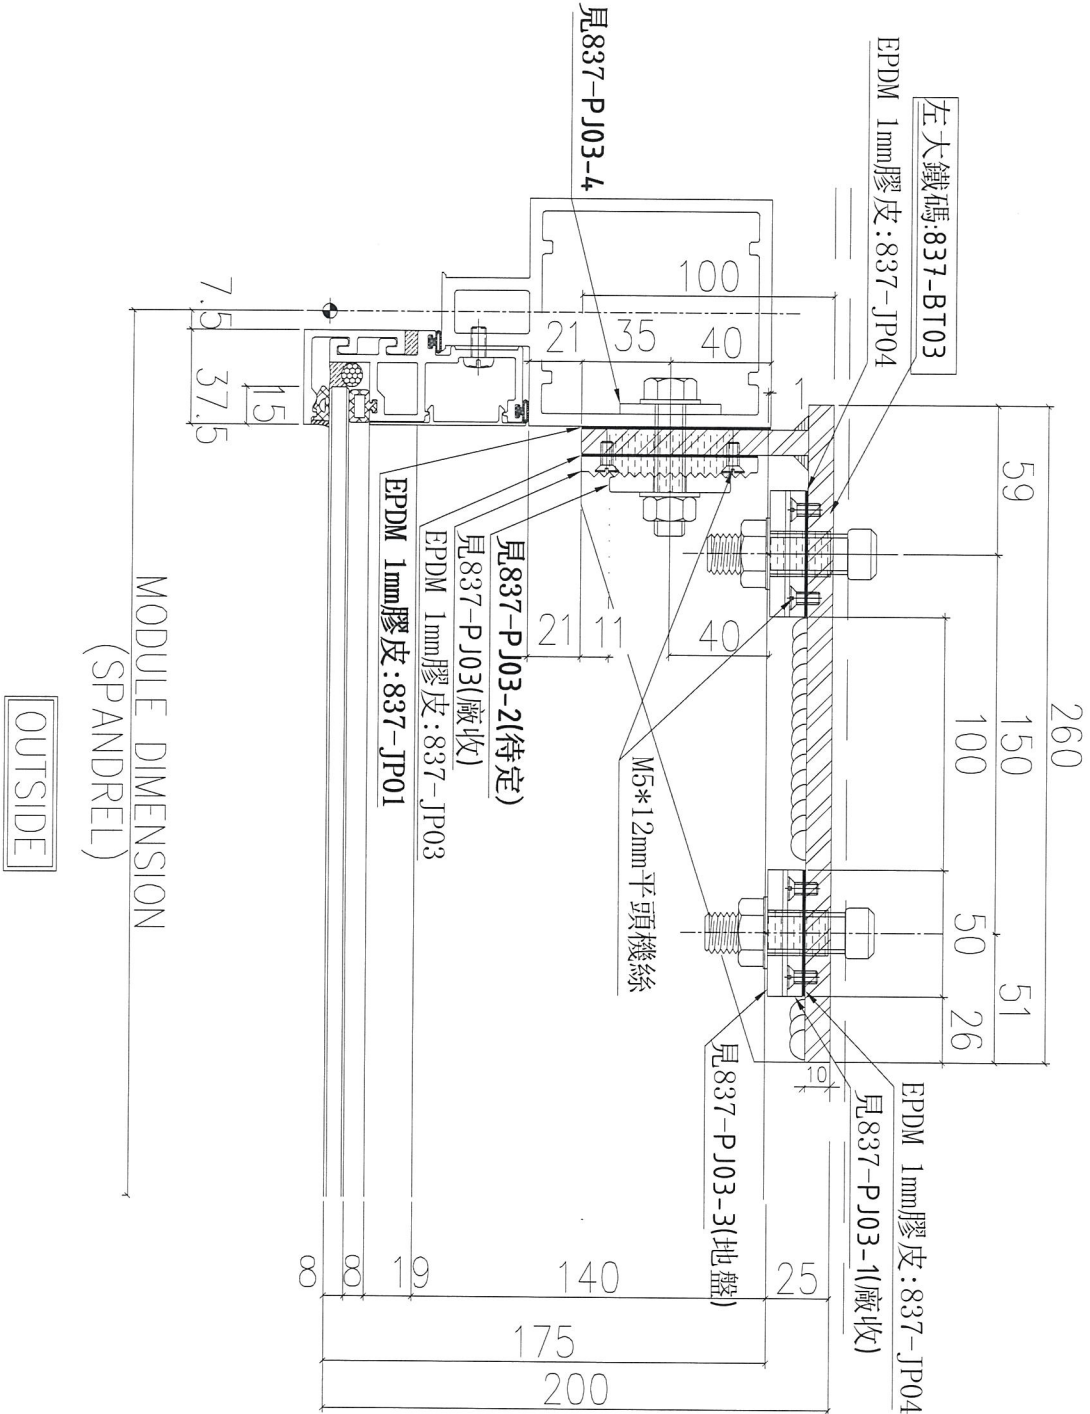 左大鐵碼:837-BT03
EPDM 1mm膠皮:837-JP04
見837-PJ03-4
100
21
35
40
1
7.5
37.5
15
59
260
150
100
50
51
26
10
21
11
40
EPDM 1mm膠皮:837-JP01
EPDM 1mm膠皮:837-JP03
見837-PJ03(廠收)
見837-PJ03-2(待定)
M5*12mm平頭機絲
EPDM 1mm膠皮:837-JP04
見837-PJ03-1(廠收)
見837-PJ03-3(地盤)
MODULE DIMENSION
(SPANDREL)
OUTSIDE
8
8
19
140
25
175
200